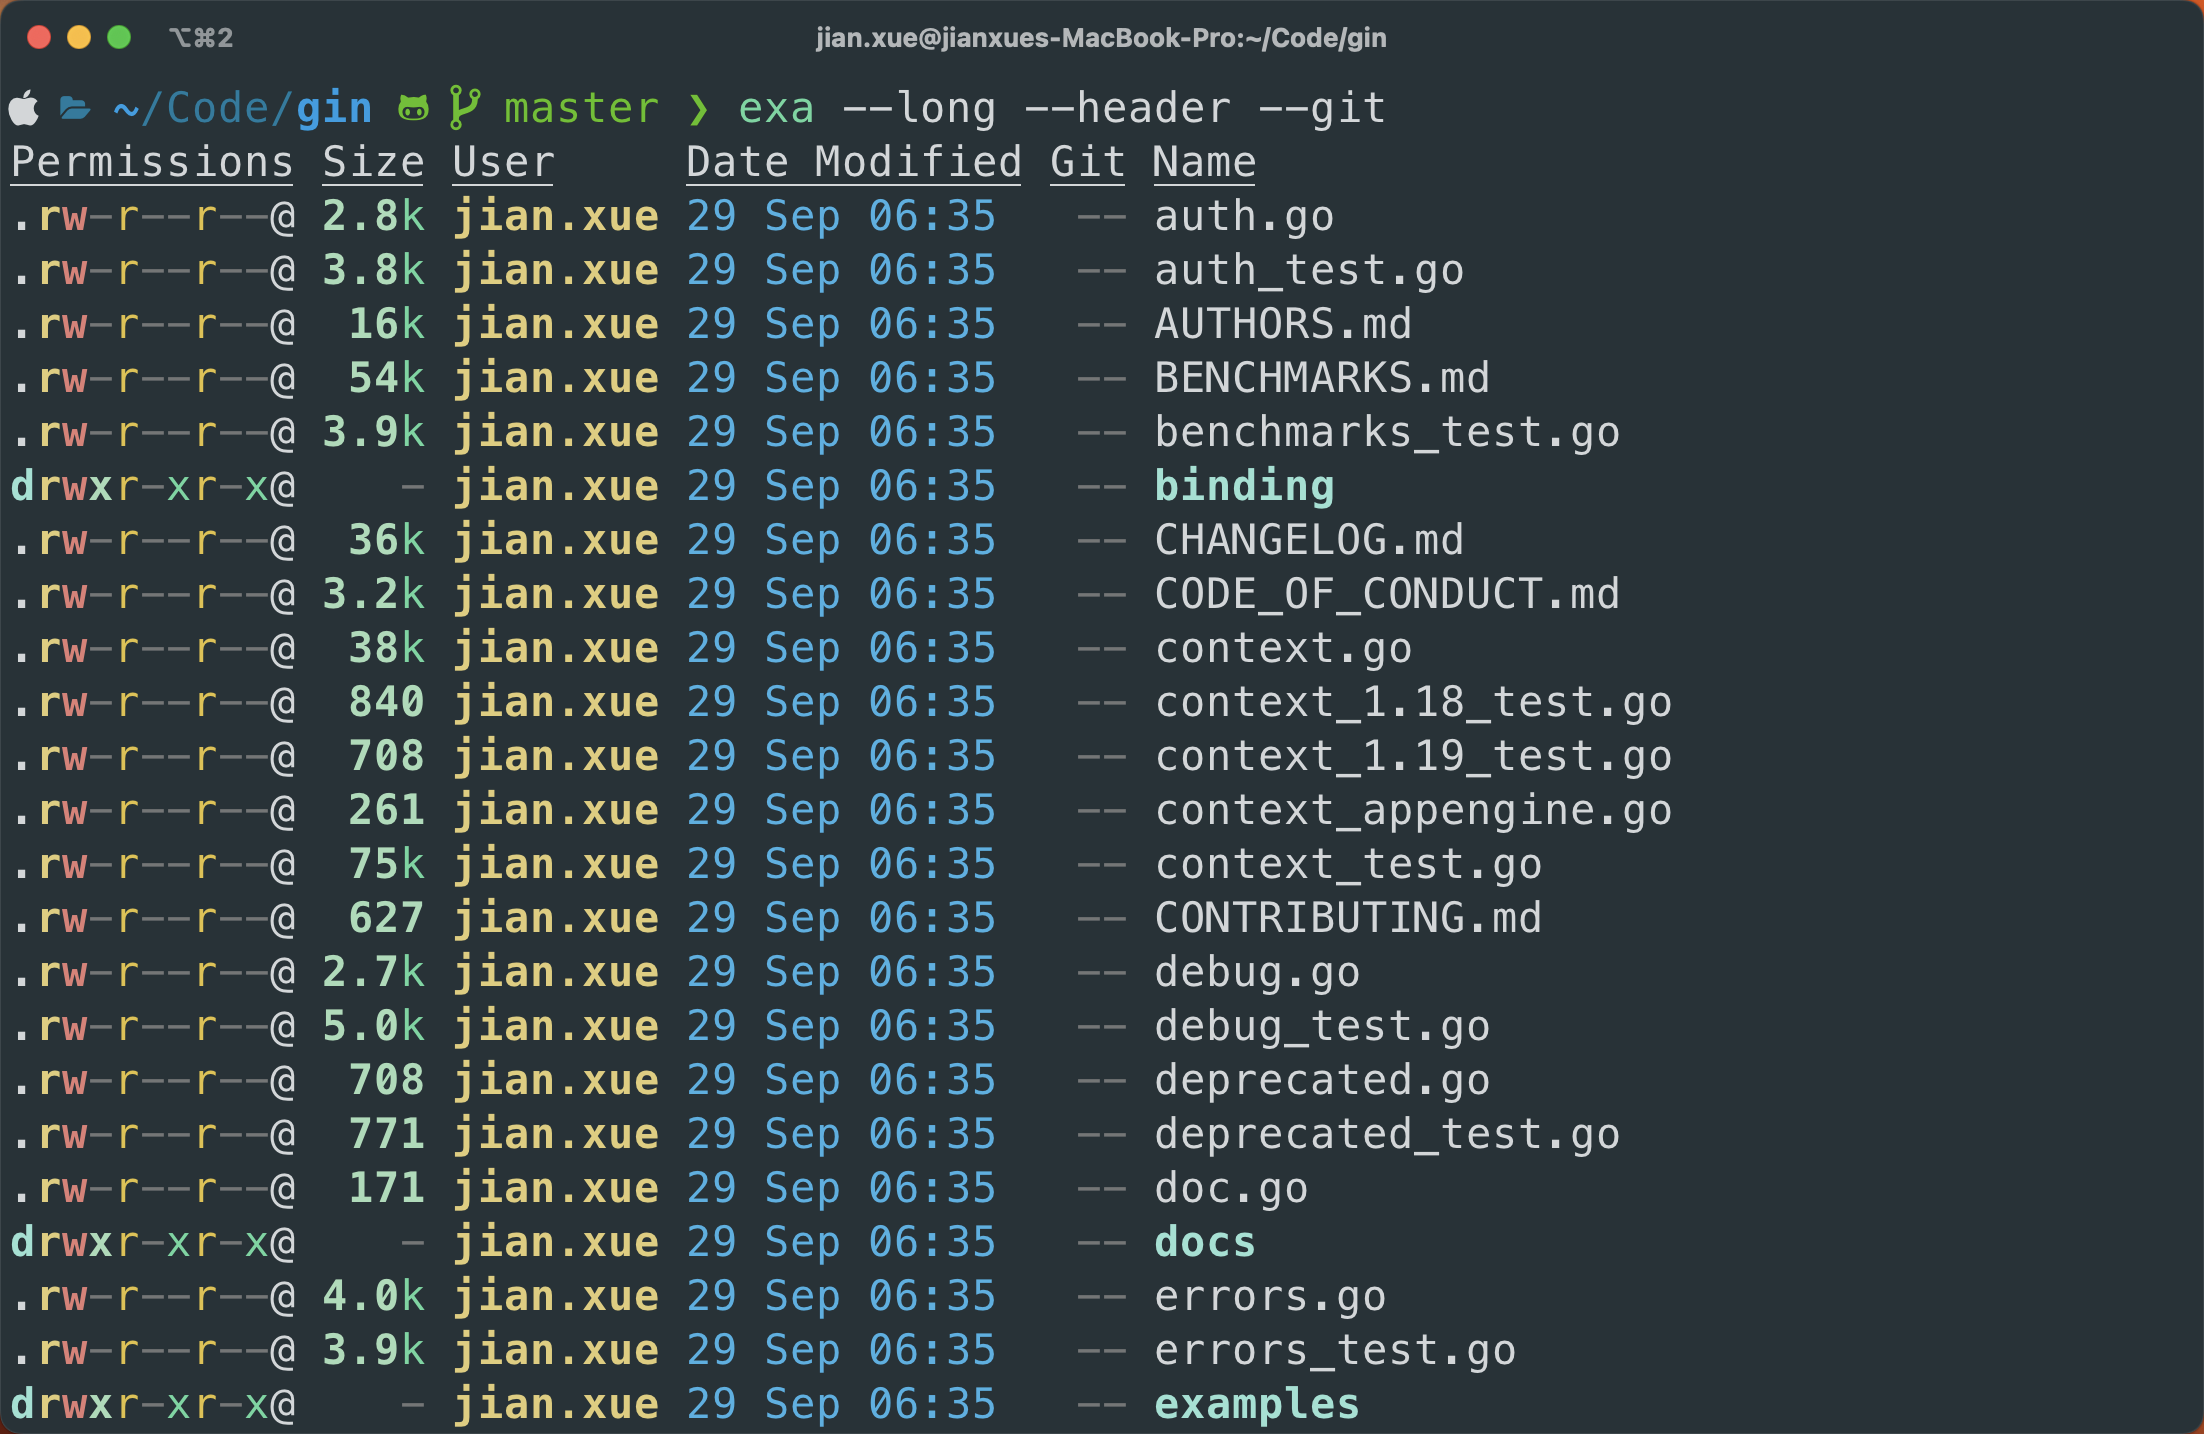 ⌥⌘2 jian.xue@jianxues-MacBook-Pro:~/Code/gin
~/Code/gin master ❯ exa --long --header --git
Permissions Size User Date Modified Git Name
.rw-r--r--@ 2.8k jian.xue 29 Sep 06:35 -- auth.go
.rw-r--r--@ 3.8k jian.xue 29 Sep 06:35 -- auth_test.go
.rw-r--r--@ 16k jian.xue 29 Sep 06:35 -- AUTHORS.md
.rw-r--r--@ 54k jian.xue 29 Sep 06:35 -- BENCHMARKS.md
.rw-r--r--@ 3.9k jian.xue 29 Sep 06:35 -- benchmarks_test.go
drwxr-xr-x@ - jian.xue 29 Sep 06:35 -- binding
.rw-r--r--@ 36k jian.xue 29 Sep 06:35 -- CHANGELOG.md
.rw-r--r--@ 3.2k jian.xue 29 Sep 06:35 -- CODE_OF_CONDUCT.md
.rw-r--r--@ 38k jian.xue 29 Sep 06:35 -- context.go
.rw-r--r--@ 840 jian.xue 29 Sep 06:35 -- context_1.18_test.go
.rw-r--r--@ 708 jian.xue 29 Sep 06:35 -- context_1.19_test.go
.rw-r--r--@ 261 jian.xue 29 Sep 06:35 -- context_appengine.go
.rw-r--r--@ 75k jian.xue 29 Sep 06:35 -- context_test.go
.rw-r--r--@ 627 jian.xue 29 Sep 06:35 -- CONTRIBUTING.md
.rw-r--r--@ 2.7k jian.xue 29 Sep 06:35 -- debug.go
.rw-r--r--@ 5.0k jian.xue 29 Sep 06:35 -- debug_test.go
.rw-r--r--@ 708 jian.xue 29 Sep 06:35 -- deprecated.go
.rw-r--r--@ 771 jian.xue 29 Sep 06:35 -- deprecated_test.go
.rw-r--r--@ 171 jian.xue 29 Sep 06:35 -- doc.go
drwxr-xr-x@ - jian.xue 29 Sep 06:35 -- docs
.rw-r--r--@ 4.0k jian.xue 29 Sep 06:35 -- errors.go
.rw-r--r--@ 3.9k jian.xue 29 Sep 06:35 -- errors_test.go
drwxr-xr-x@ - jian.xue 29 Sep 06:35 -- examples